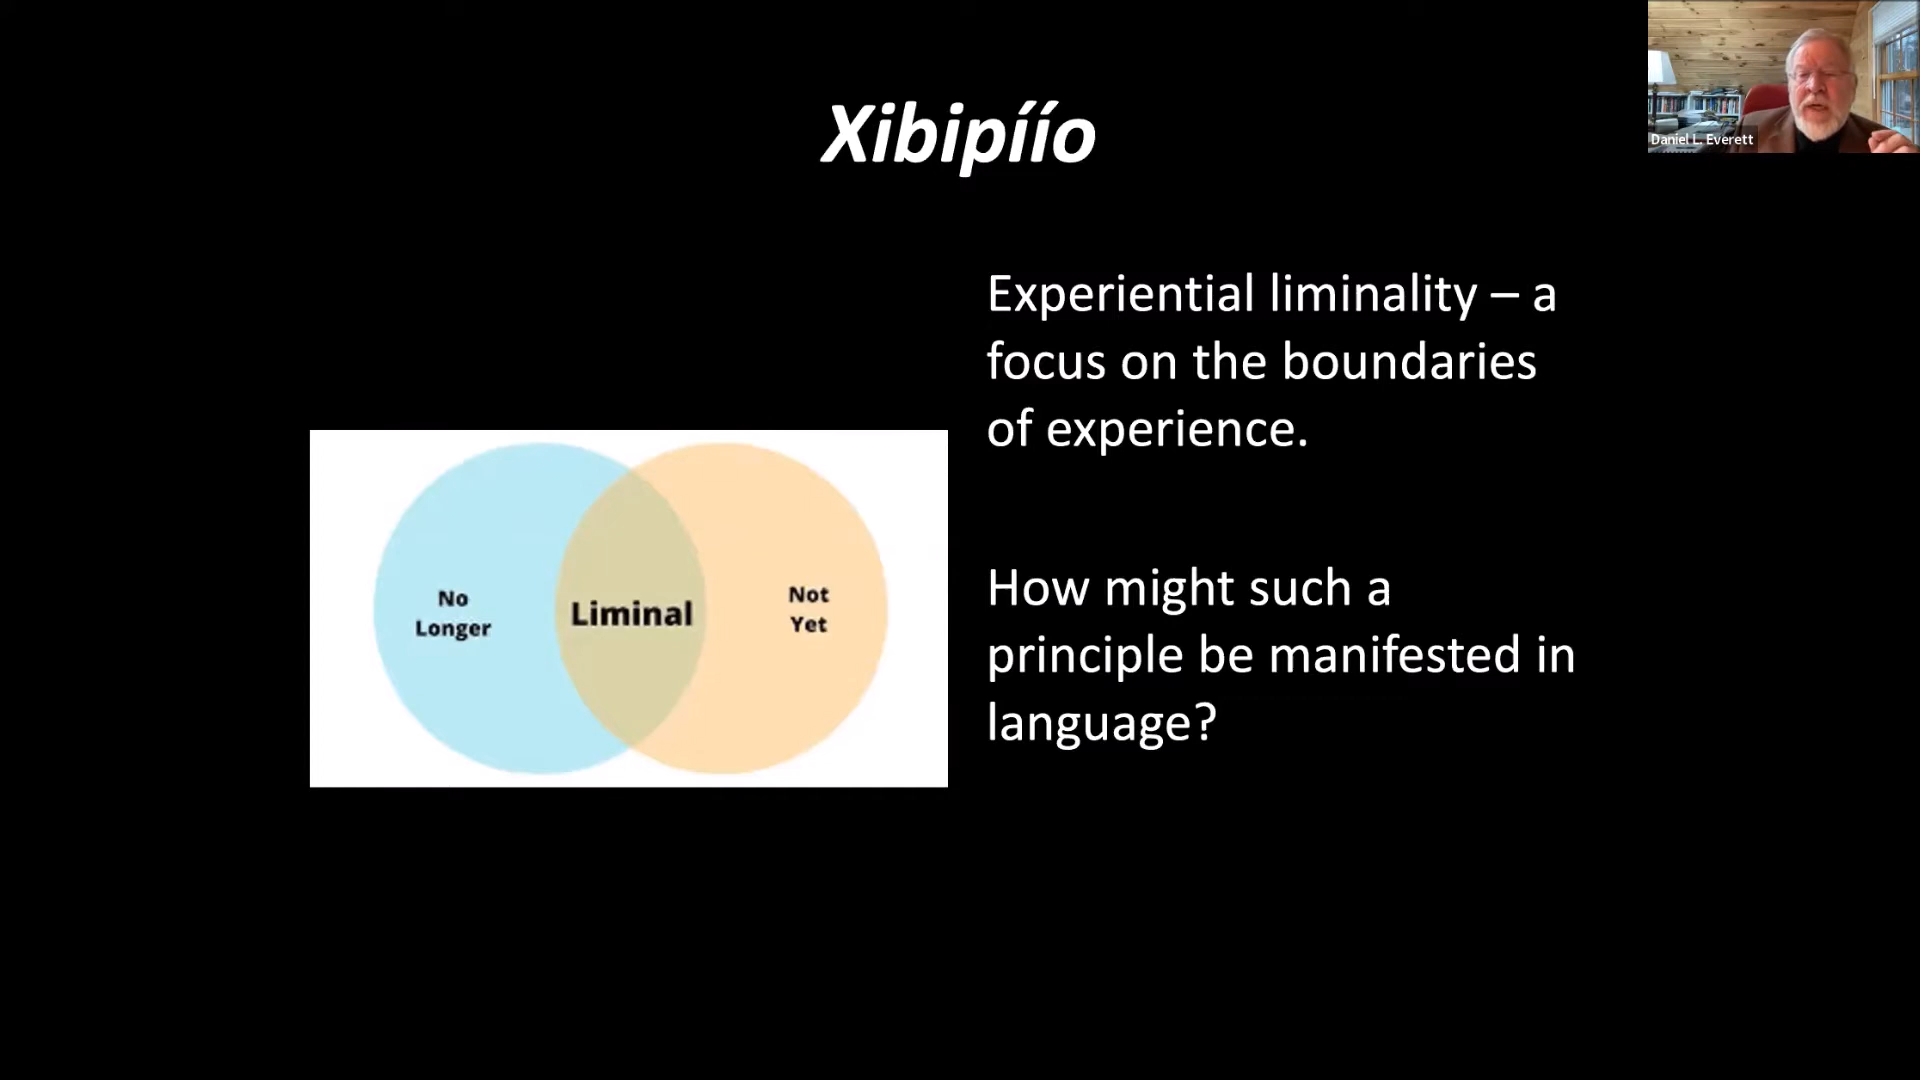 Xibipíío
Daniel L. Everett
Experiential liminality – a
focus on the boundaries
of experience.
No
Longer
Liminal
Not
Yet
How might such a
principle be manifested in
language?